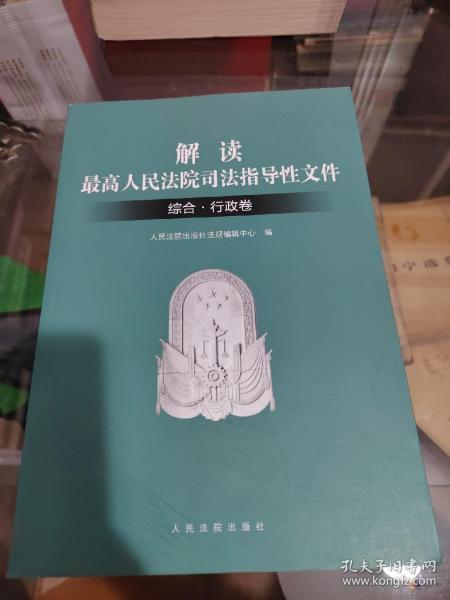 解读
最高人民法院司法指导性文件
综合·行政卷
人民法院出版社法规编辑中心 编
人民法院出版社
孔夫子旧书网
www.kongfz.com